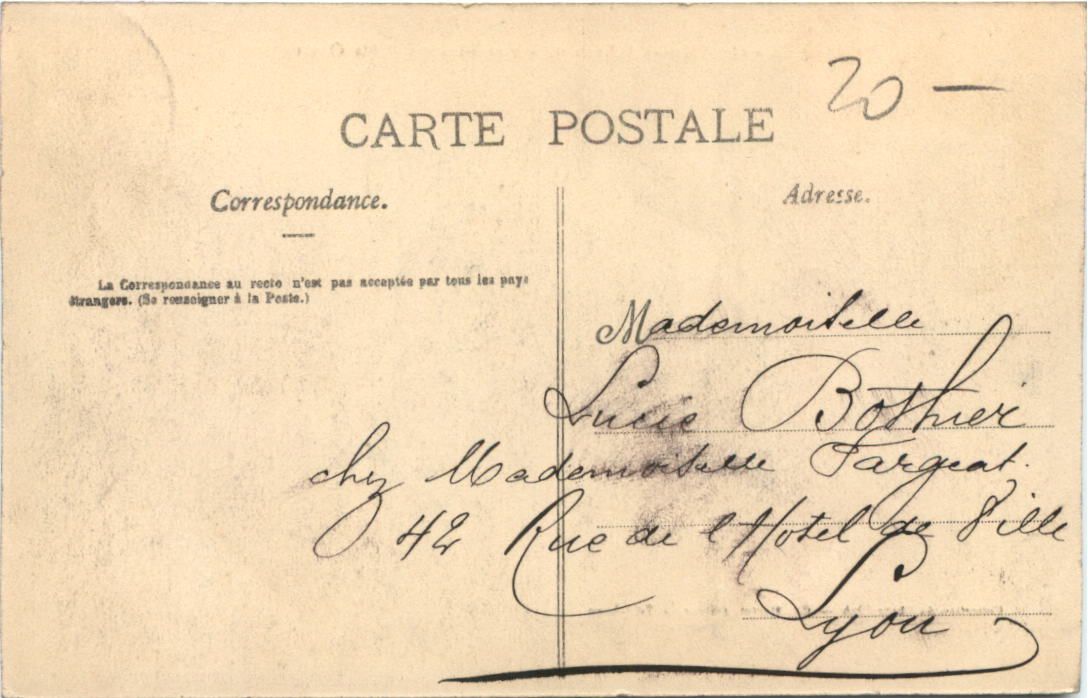 20 —
CARTE POSTALE
Correspondance.
Adresse.
La Correspondance au recto n'est pas acceptée par tous les pays
étrangers. (Se renseigner à la Poste.)
Mademoiselle
Lucie Bothier
chez Mademoiselle Fargeat.
42 Rue de l'Hotel de Ville
Lyon